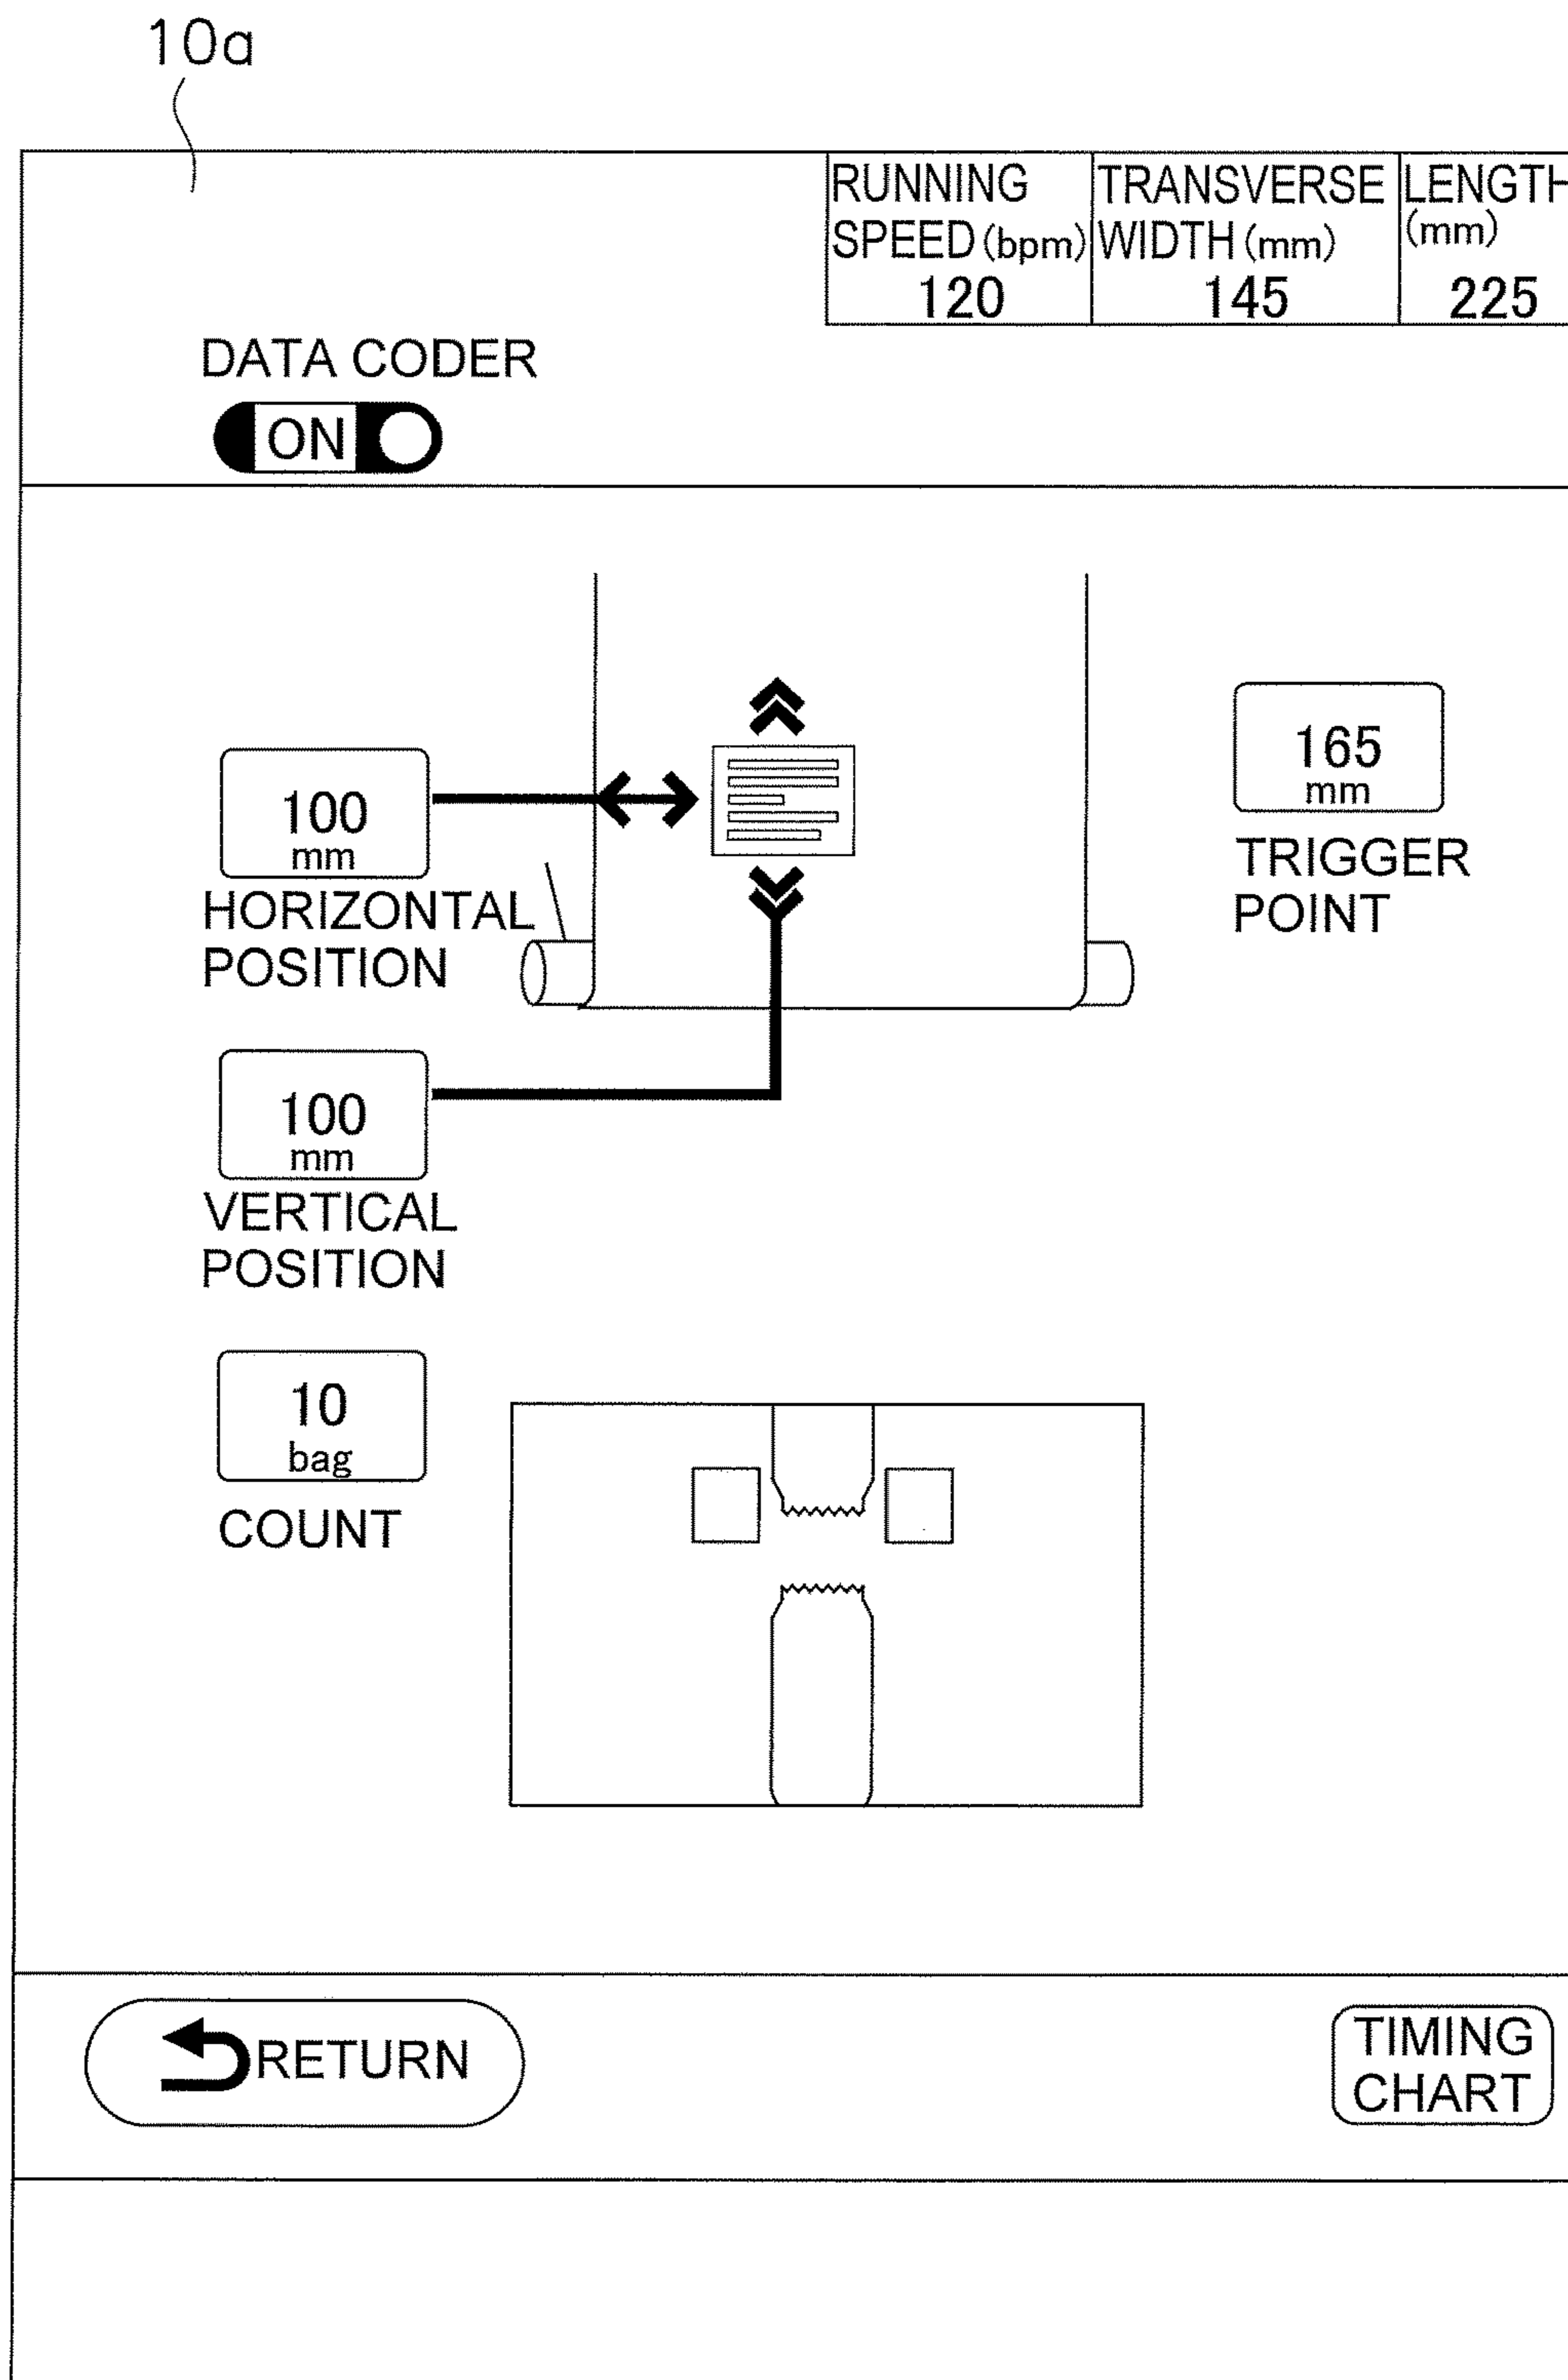 10a
RUNNING
SPEED (bpm)
120
TRANSVERSE
WIDTH (mm)
145
LENGTH
(mm)
225
DATA CODER
ON
100
mm
HORIZONTAL
POSITION
165
mm
TRIGGER
POINT
100
mm
VERTICAL
POSITION
10
bag
COUNT
RETURN
TIMING
CHART